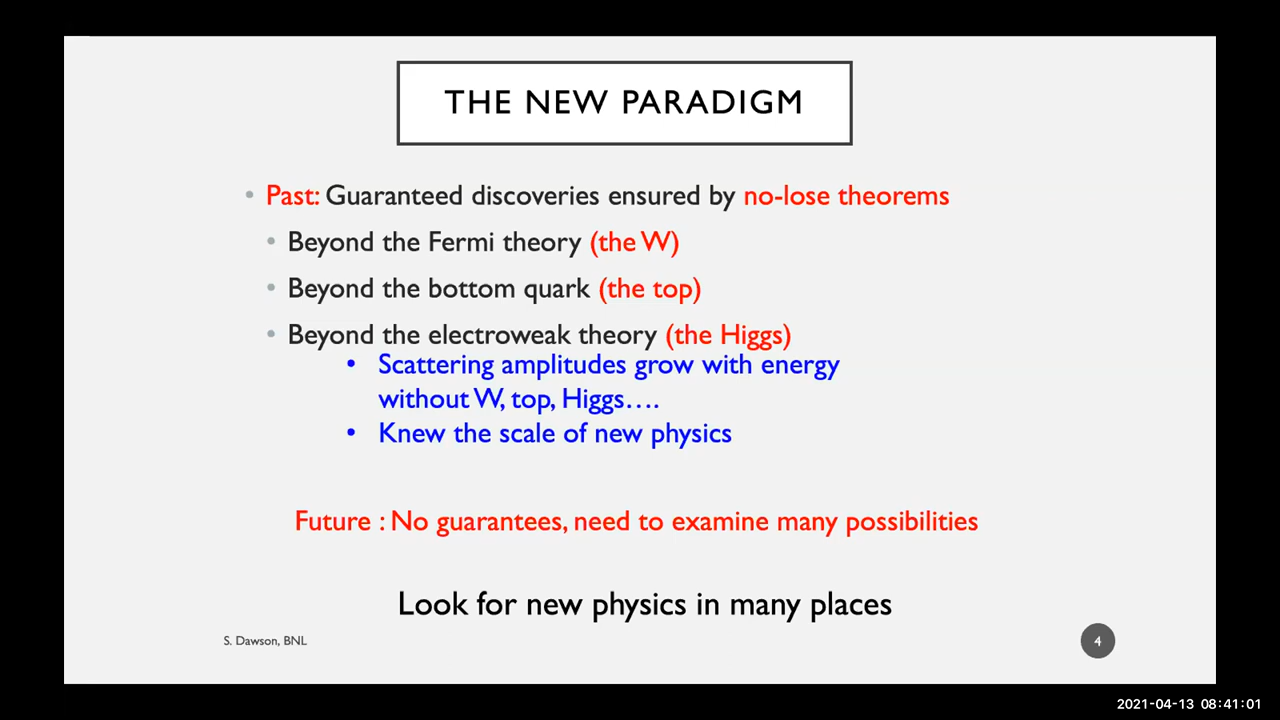 THE NEW PARADIGM
• Past: Guaranteed discoveries ensured by no-lose theorems
• Beyond the Fermi theory (the W)
• Beyond the bottom quark (the top)
• Beyond the electroweak theory (the Higgs)
• Scattering amplitudes grow with energy
without W, top, Higgs….
• Knew the scale of new physics
Future : No guarantees, need to examine many possibilities
Look for new physics in many places
S. Dawson, BNL
4
2021-04-13 08:41:01